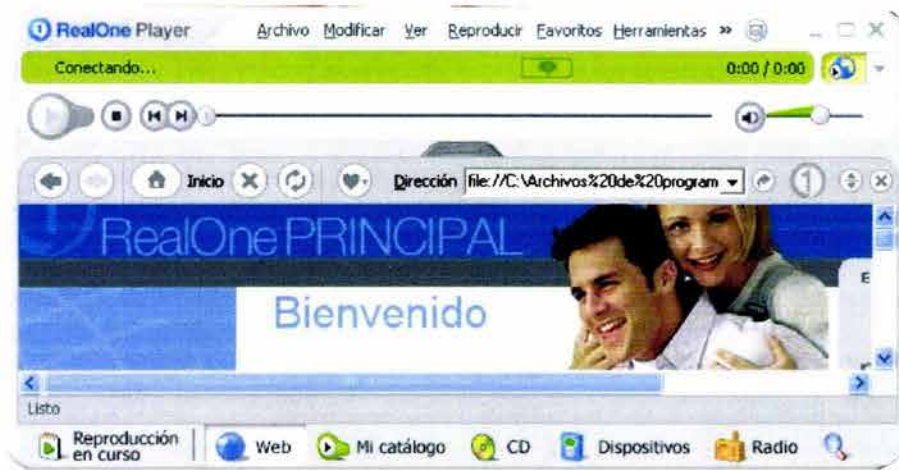 RealOne Player Archivo Modificar Ver Reproducir Favoritos Herramientas »
Conectando... 0:00 / 0:00
Inicio Dirección file://C:\Archivos%20de%20program
RealOne PRINCIPAL
Bienvenido
Listo
Reproducción en curso Web Mi catálogo CD Dispositivos Radio